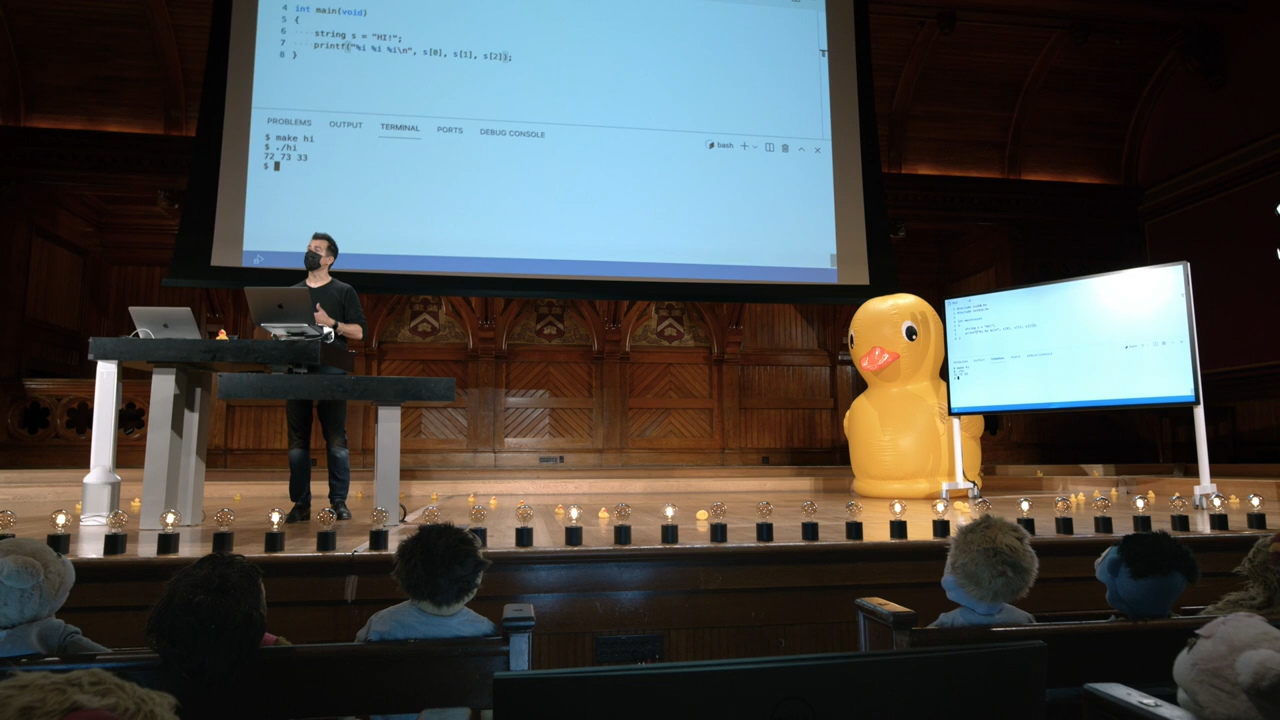 4 int main(void)
5 {
6 ····string s = "HI!";
7 ····printf("%i %i %i\n", s[0], s[1], s[2]);
8 }
PROBLEMS OUTPUT TERMINAL PORTS DEBUG CONSOLE
bash
$ make hi
$ ./hi
72 73 33
$